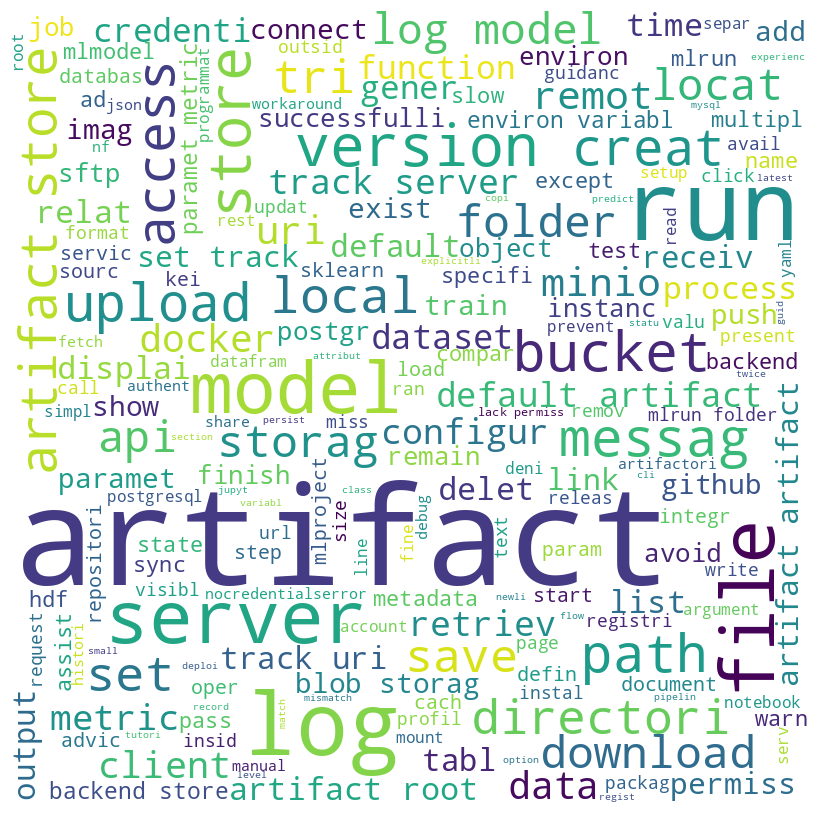 job
credenti
connect
log model
time
separ
add
root
mlmodel
outsid
environ
mlrun
experienc
databas
store
tri
function
guidanc
ad
json
access
programmat
paramet metric
workaround
gener
slow
remot
locat
mysql
imag
successfulli
environ variabl
multipl
nf
artifact store
version creat
run
avail
sftp
track server
except
setup
click
name
latest
relat
updat
copi
predict
format
rest
uri
exist
folder
read
set track
default
object
test
receiv
yaml
servic
explicitli
sourc
kei
sklearn
specifi
minio
process
upload
local
train
instanc
push
guid
docker
postgr
dataset
prevent
statu
valu
present
fetch
displai
datafram
attribut
compar
bucket
backend
load
twice
call
authent
model
ran
default artifact
simpl
show
share
persist
miss
lack permiss
remov
mlrun folder
api
section
storag
configur
messag
artifact artifact
paramet
finish
remain
deni
artifactori
cli
link
github
postgresql
jupyt
variabl
mlproject
class
size
delet
releas
artifact
file
integr
state
url
line
fine
debug
text
param
avoid
sync
step
write
repositori
visibl
nocredentialserror
metadata
start
hdf
server
account
retriev
newli
list
argument
request
assist
histori
small
page
flow
registri
set
deploi
track uri
save
path
oper
blob storag
mismatch
defin
document
pipelin
notebook
output
metric
record
pass
log
match
cach
instal
profil
directori
warn
advic
tutori
insid
mount
serv
client
manual
level
tabl
option
download
backend store
artifact root
data
packag
permiss
regist